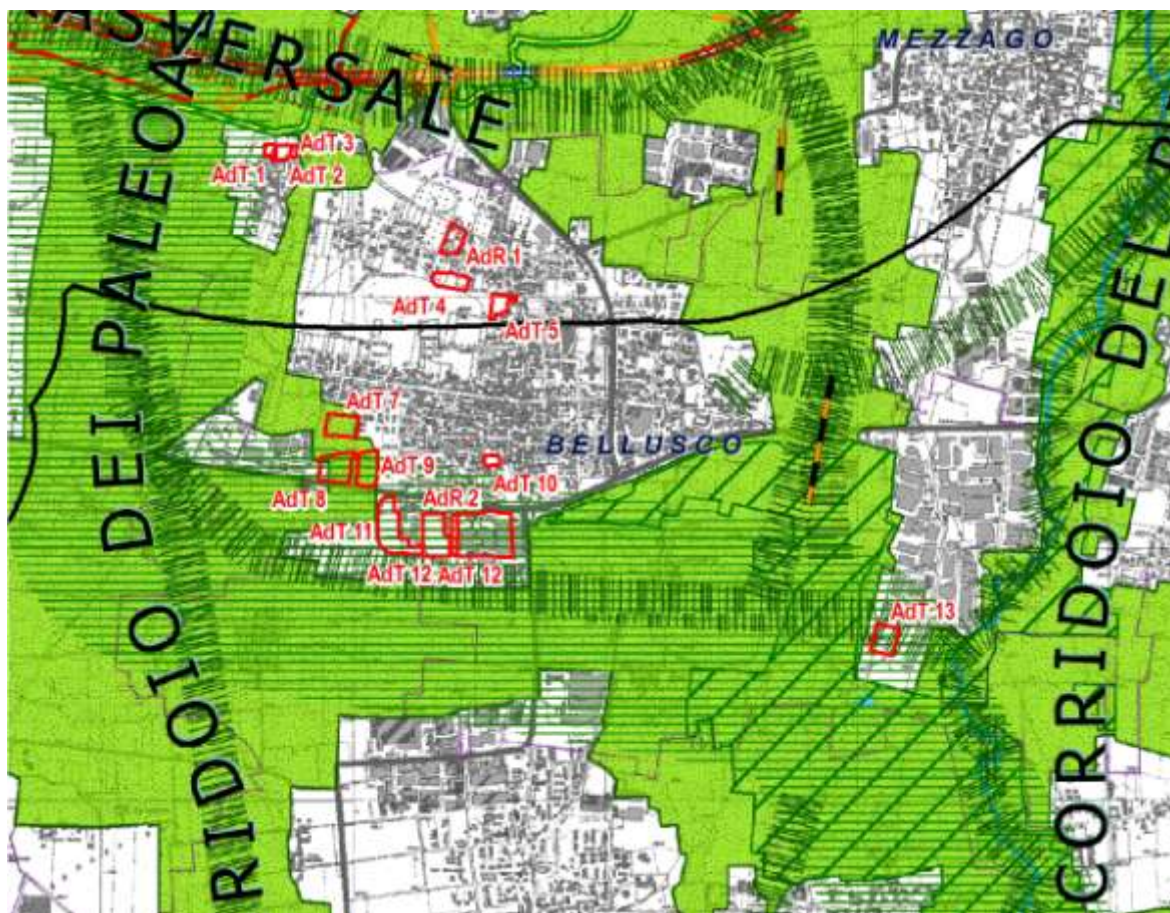 ASVERSALE
MEZZAGO
AdT 3
AdT 1
AdT 2
AdR 1
AdT 4
AdT 5
AdT 7
BELLUSCO
AdT 9
AdT 10
AdT 8
AdR 2
AdT 11
AdT 12
AdT 12
AdT 13
RIDOIO DEI PALEOA
CORRIDOIO DEL